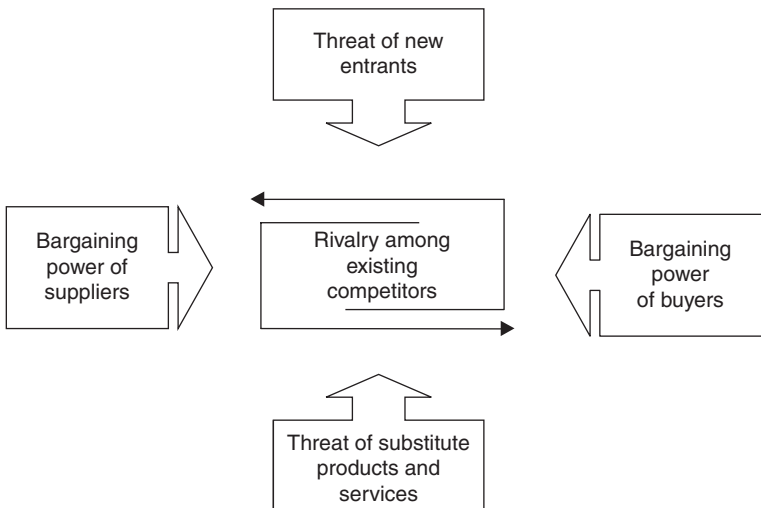 Threat of new
entrants
Bargaining
power of
suppliers
Rivalry among
existing
competitors
Bargaining
power
of buyers
Threat of substitute
products and
services